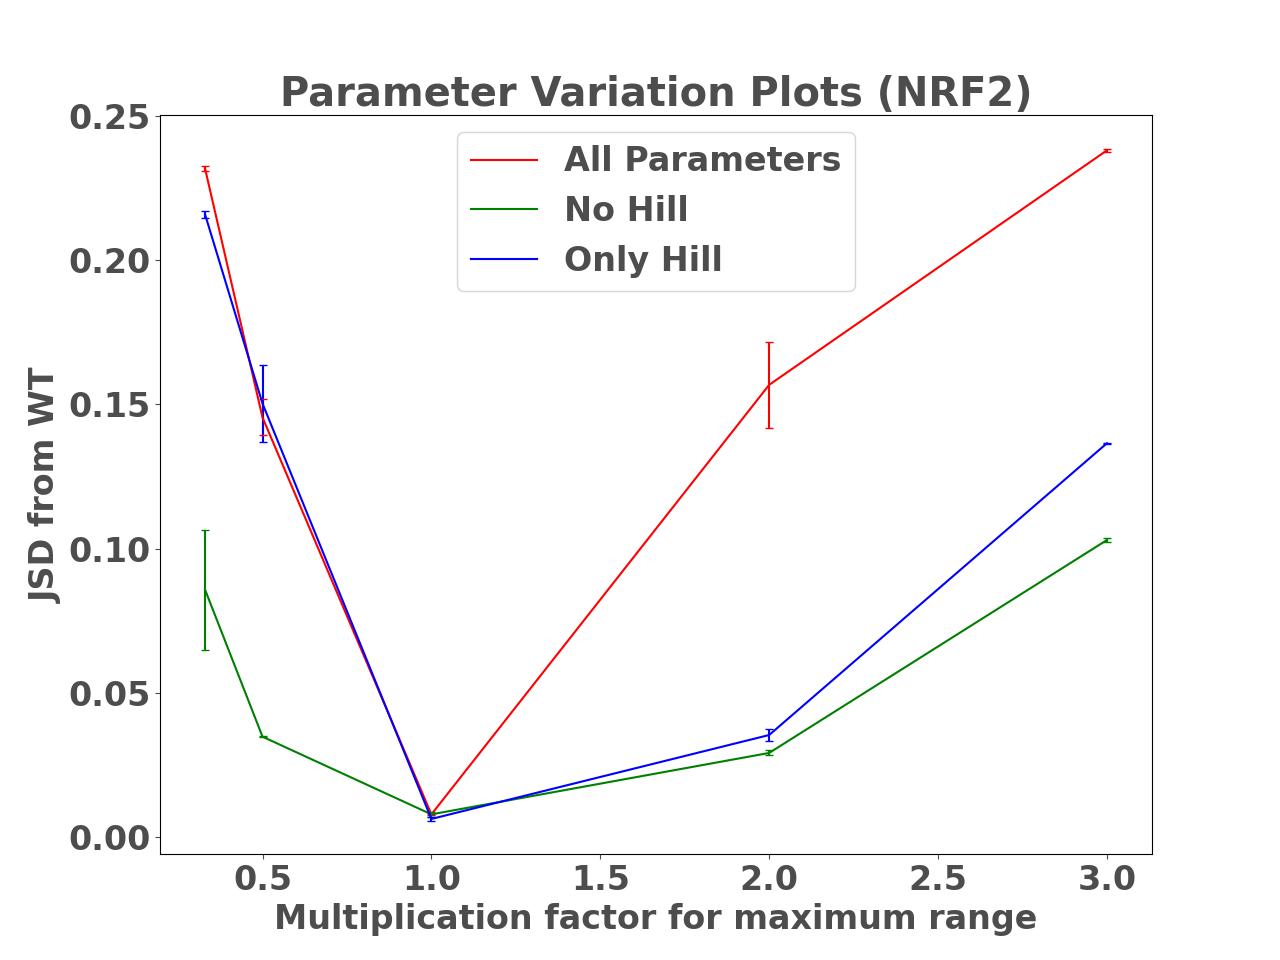 Parameter Variation Plots (NRF2)
All Parameters
No Hill
Only Hill
JSD from WT
0.25
0.20
0.15
0.10
0.05
0.00
0.5 1.0 1.5 2.0 2.5 3.0
Multiplication factor for maximum range